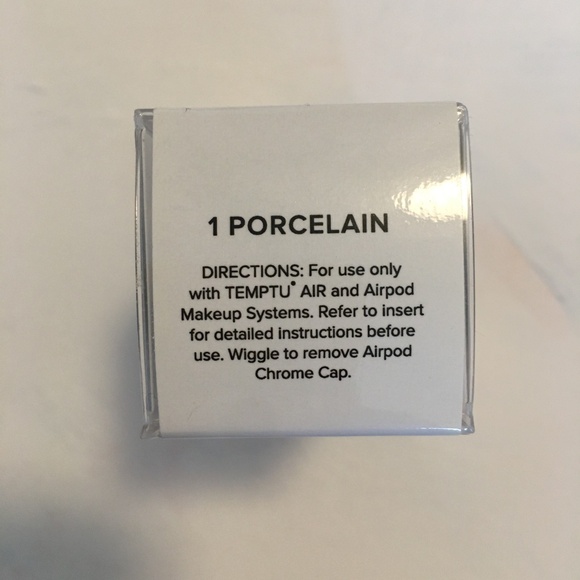 1 PORCELAIN
DIRECTIONS: For use only
with TEMPTU® AIR and Airpod
Makeup Systems. Refer to insert
for detailed instructions before
use. Wiggle to remove Airpod
Chrome Cap.